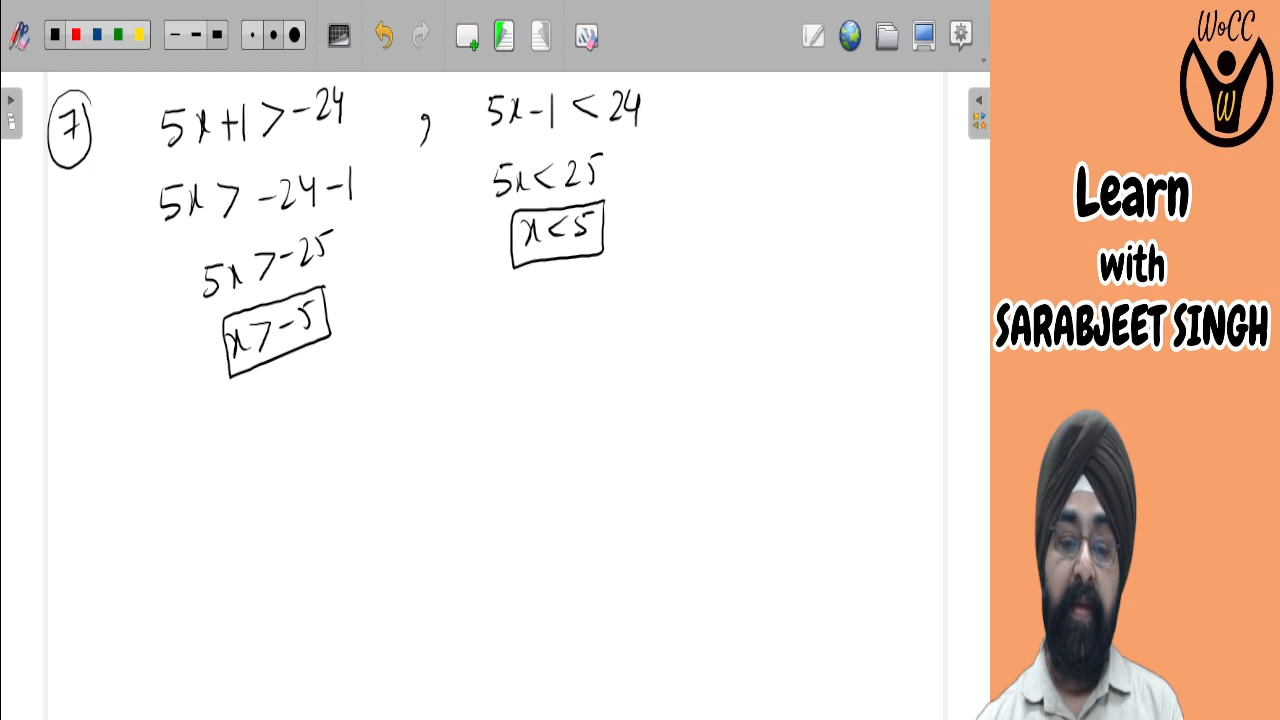 7
5x+1 > -24 , 5x-1 < 24
5x > -24-1
5x > -25
x > -5
5x < 25
x < 5
WoCC
W
Learn
with
SARABJEET SINGH